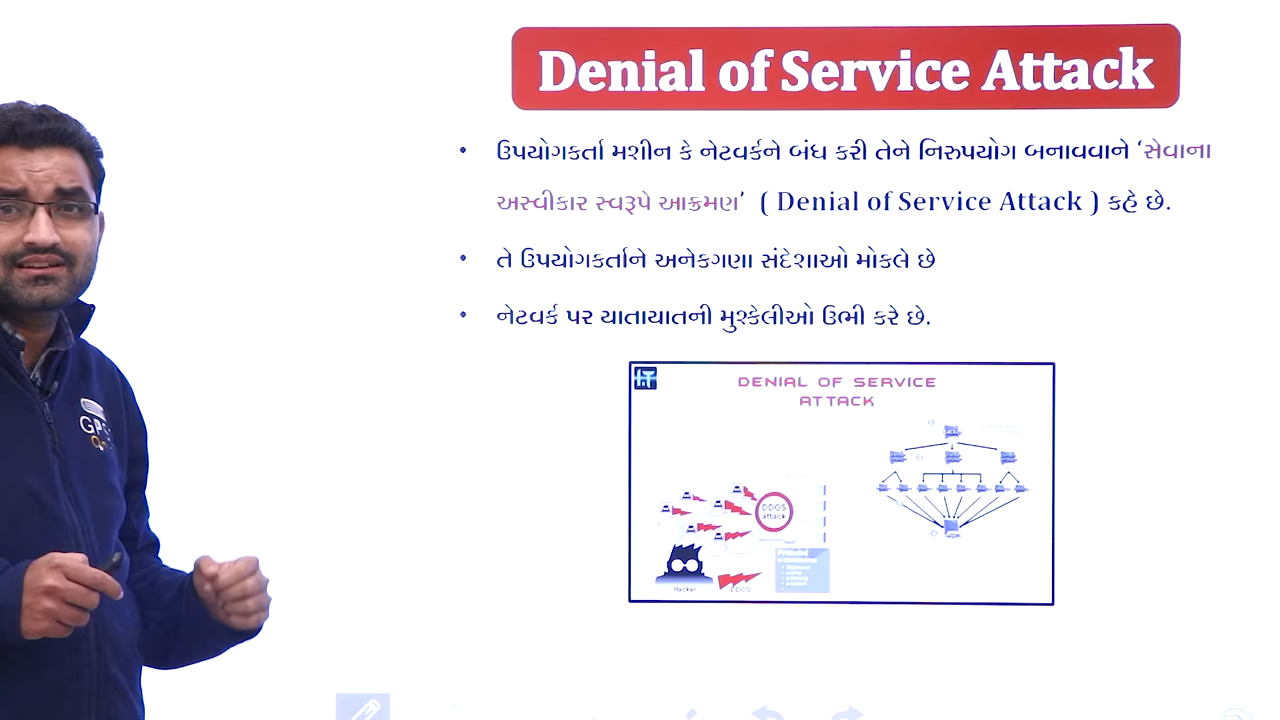 Denial of Service Attack
• ઉપયોગકર્તા મશીન કે નેટવર્કને બંધ કરી તેને નિરુપયોગ બનાવવાને ‘સેવાના
અસ્વીકાર સ્વરૂપે આક્રમણ’ ( Denial of Service Attack ) કહે છે.
• તે ઉપયોગકર્તાને અનેકગણા સંદેશાઓ મોકલે છે
• નેટવર્ક પર યાતાયાતની મુશ્કેલીઓ ઉભી કરે છે.
DENIAL OF SERVICE
ATTACK
DDOS
attack
Hacker
DDOS